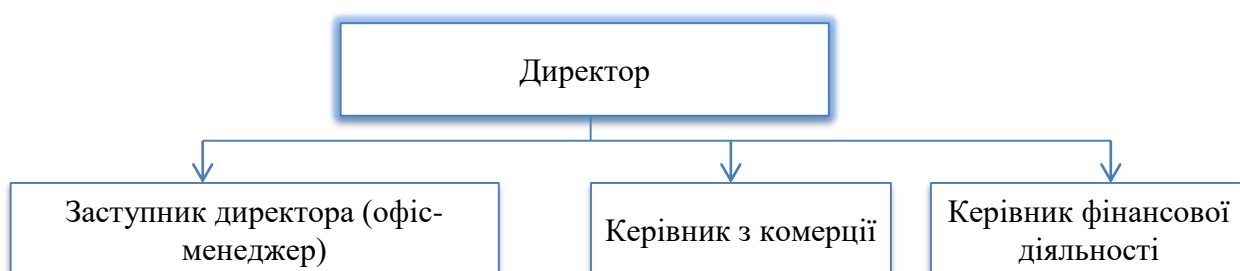 Директор
Заступник директора (офіс-
менеджер)
Керівник з комерції
Керівник фінансової
діяльності